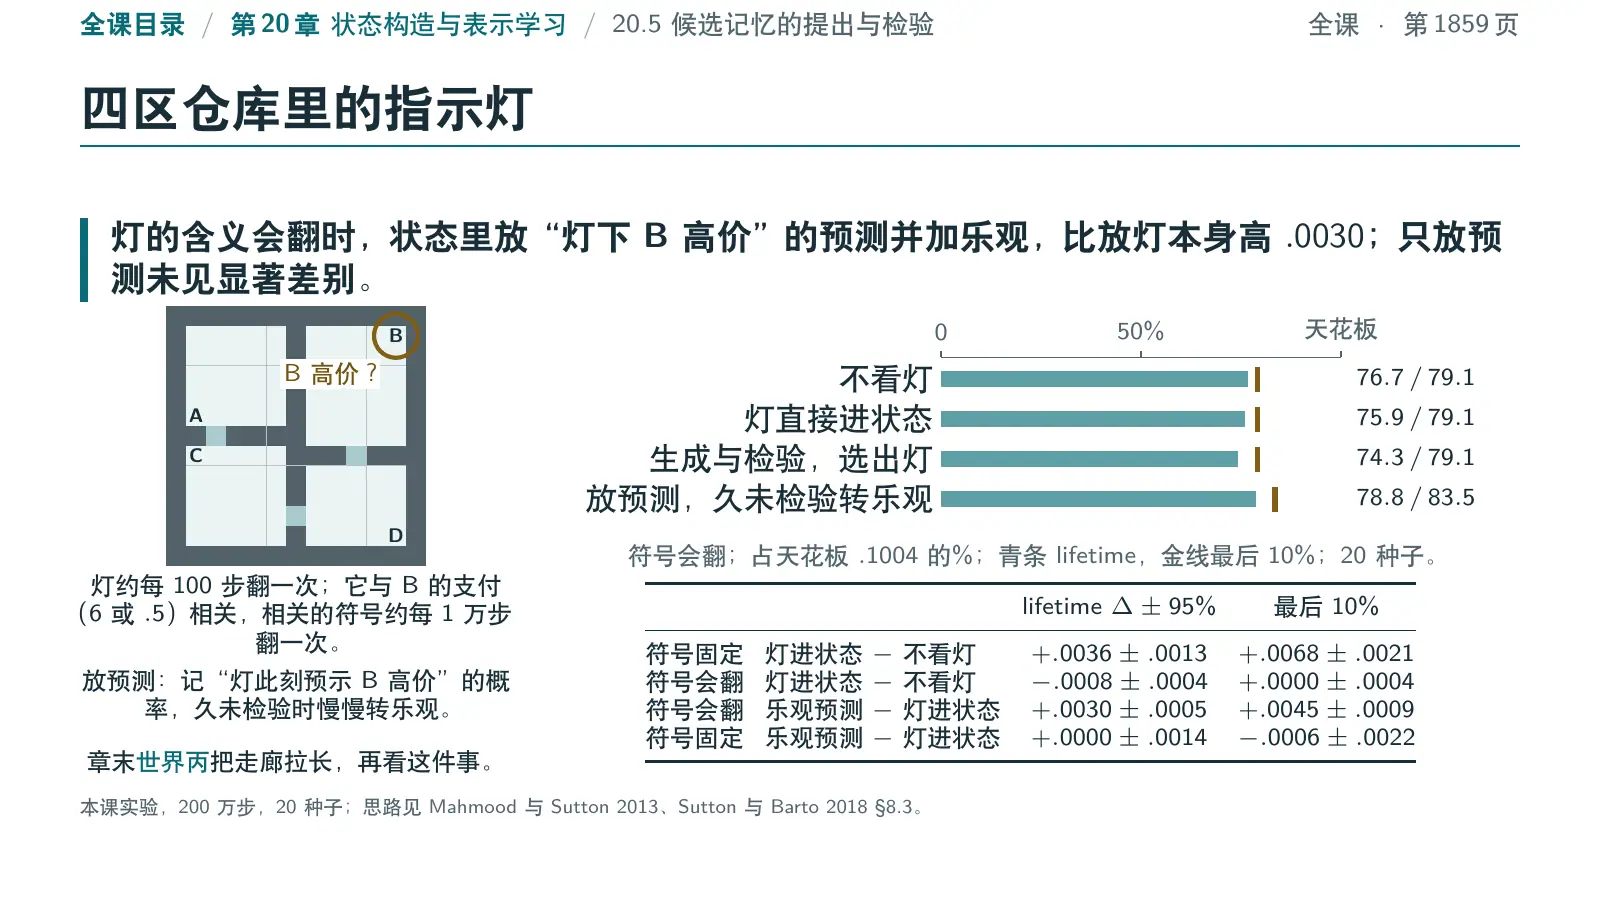 全课目录 / 第 20 章 状态构造与表示学习 / 20.5 候选记忆的提出与检验
全课 · 第 1859 页
四区仓库里的指示灯
灯的含义会翻时，状态里放“灯下 B 高价”的预测并加乐观，比放灯本身高 .0030；只放预
测未见显著差别。
B
B 高价？
A
C
D
灯约每 100 步翻一次；它与 B 的支付
(6 或 .5) 相关，相关的符号约每 1 万步
翻一次。
放预测：记“灯此刻预示 B 高价”的概
率，久未检验时慢慢转乐观。
章末世界丙把走廊拉长，再看这件事。
0 50% 天花板
不看灯 76.7 / 79.1
灯直接进状态 75.9 / 79.1
生成与检验，选出灯 74.3 / 79.1
放预测，久未检验转乐观 78.8 / 83.5
符号会翻；占天花板 .1004 的%；青条 lifetime，金线最后 10%；20 种子。
lifetime Δ ± 95% 最后 10%
符号固定 灯进状态 − 不看灯 +.0036 ± .0013 +.0068 ± .0021
符号会翻 灯进状态 − 不看灯 −.0008 ± .0004 +.0000 ± .0004
符号会翻 乐观预测 − 灯进状态 +.0030 ± .0005 +.0045 ± .0009
符号固定 乐观预测 − 灯进状态 +.0000 ± .0014 −.0006 ± .0022
本课实验，200 万步，20 种子；思路见 Mahmood 与 Sutton 2013、Sutton 与 Barto 2018 §8.3。